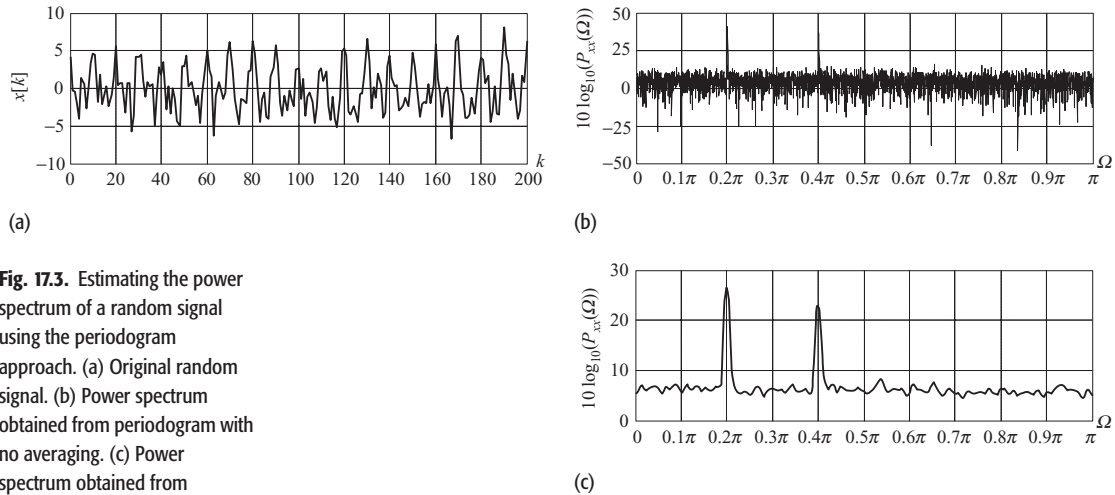 10
5
0
−5
−10
x[k]
0 20 40 60 80 100 120 140 160 180 200
k
(a)
50
25
0
−25
−50
10 log10(Pxx(Ω))
0 0.1π 0.2π 0.3π 0.4π 0.5π 0.6π 0.7π 0.8π 0.9π π
Ω
(b)
Fig. 17.3. Estimating the power
spectrum of a random signal
using the periodogram
approach. (a) Original random
signal. (b) Power spectrum
obtained from periodogram with
no averaging. (c) Power
spectrum obtained from
30
20
10
0
10 log10(Pxx(Ω))
0 0.1π 0.2π 0.3π 0.4π 0.5π 0.6π 0.7π 0.8π 0.9π π
Ω
(c)